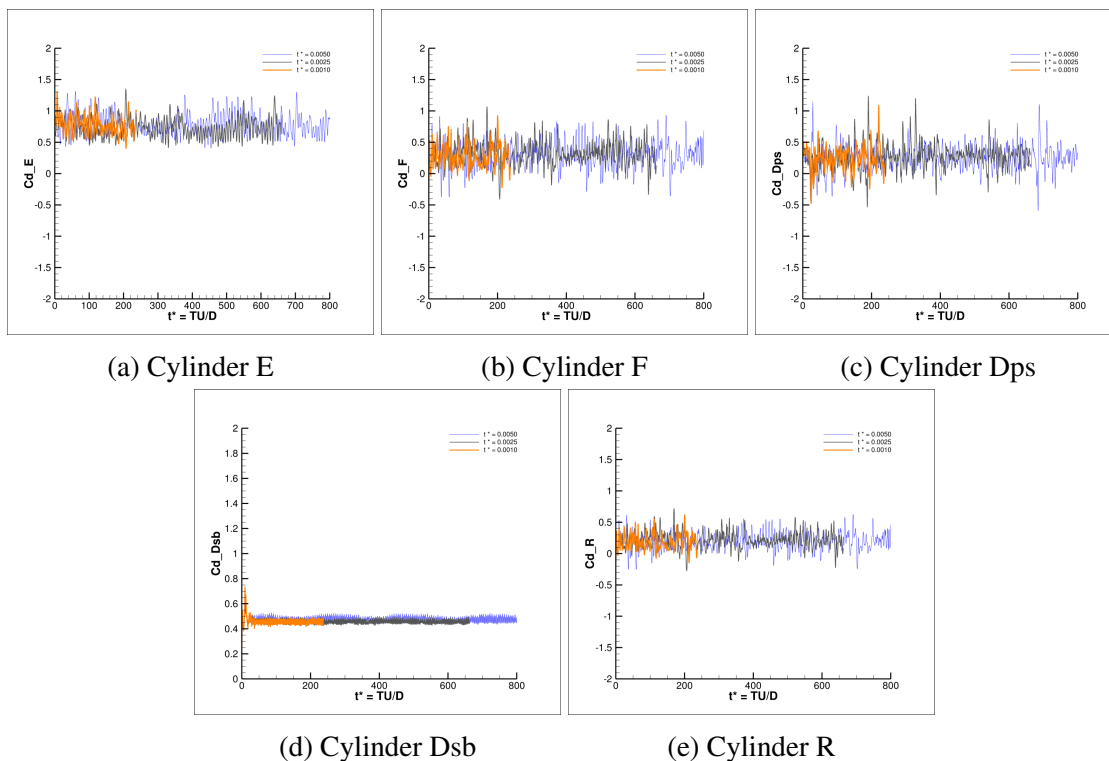 2
1.5
1
0.5
0
-0.5
-1
-1.5
-2
Cd_E
0 100 200 300 400 500 600 700 800
t* = TU/D
t* = 0.0050
t* = 0.0025
t* = 0.0010
(a) Cylinder E
2
1.5
1
0.5
0
-0.5
-1
-1.5
-2
Cd_F
0 200 400 600 800
t* = TU/D
t* = 0.0050
t* = 0.0025
t* = 0.0010
(b) Cylinder F
2
1.5
1
0.5
0
-0.5
-1
-1.5
-2
Cd_Dps
0 200 400 600 800
t* = TU/D
t* = 0.0050
t* = 0.0025
t* = 0.0010
(c) Cylinder Dps
2
1.8
1.6
1.4
1.2
1
0.8
0.6
0.4
0.2
0
Cd_Dsb
0 200 400 600 800
t* = TU/D
t* = 0.0050
t* = 0.0025
t* = 0.0010
(d) Cylinder Dsb
2
1.5
1
0.5
0
-0.5
-1
-1.5
-2
Cd_R
0 200 400 600 800
t* = TU/D
t* = 0.0050
t* = 0.0025
t* = 0.0010
(e) Cylinder R